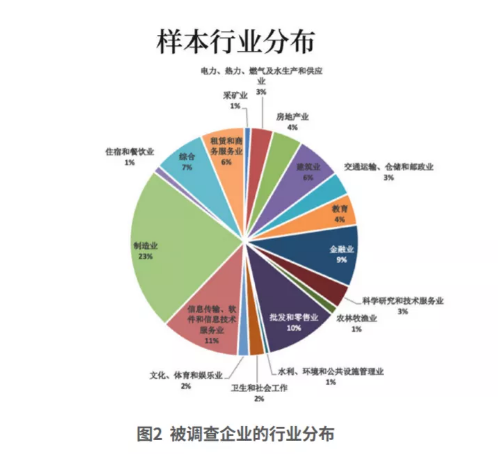 样本行业分布
电力、热力、燃气及水生产和供应
业
3%
采矿业
1%
房地产业
4%
建筑业
6%
交通运输、仓储和邮政业
3%
教育
4%
金融业
9%
科学研究和技术服务业
3%
农林牧渔业
1%
批发和零售业
10%
水利、环境和公共设施管理业
1%
卫生和社会工作
2%
文化、体育和娱乐业
2%
信息传输、软
件和信息技术
服务业
11%
制造业
23%
住宿和餐饮业
1%
综合
7%
租赁和商
务服务业
6%
图2 被调查企业的行业分布